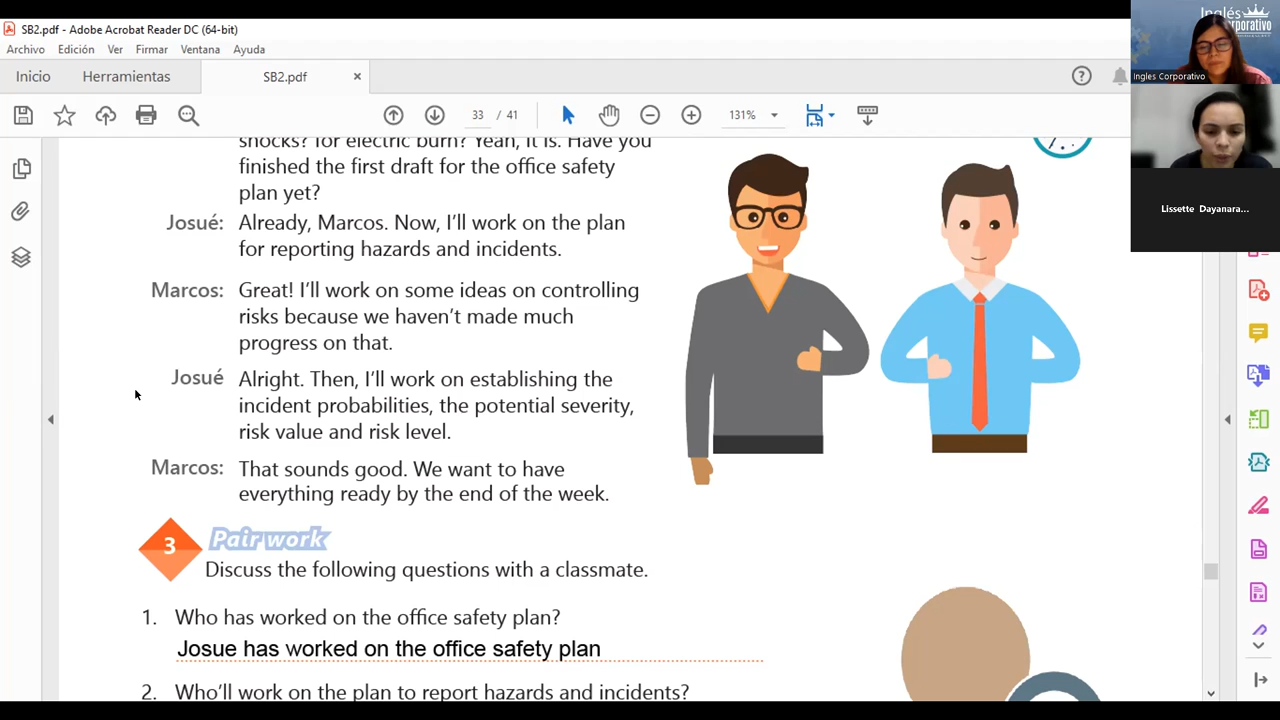 SB2.pdf - Adobe Acrobat Reader DC (64-bit)
Archivo Edición Ver Firmar Ventana Ayuda
Inicio Herramientas SB2.pdf
33 / 41 131%
shocks? for electric burn? Yeah, it is. Have you
finished the first draft for the office safety
plan yet?
Josué: Already, Marcos. Now, I'll work on the plan
for reporting hazards and incidents.
Marcos: Great! I'll work on some ideas on controlling
risks because we haven't made much
progress on that.
Josué Alright. Then, I'll work on establishing the
incident probabilities, the potential severity,
risk value and risk level.
Marcos: That sounds good. We want to have
everything ready by the end of the week.
3 Pair work
Discuss the following questions with a classmate.
1. Who has worked on the office safety plan?
Josue has worked on the office safety plan
2. Who'll work on the plan to report hazards and incidents?
Inglés
Ingles Corporativo
Lissette Dayanara...